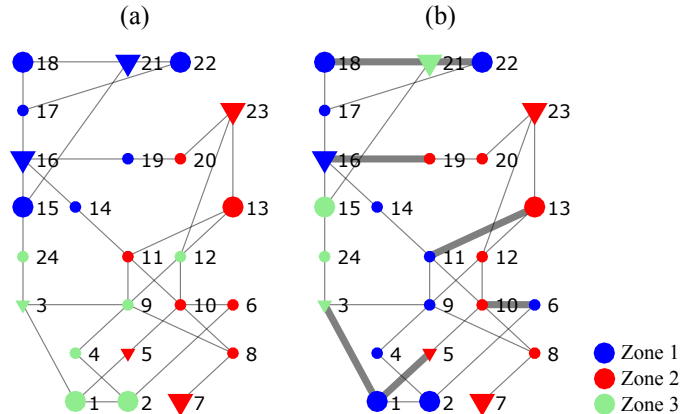 (a) (b)
18 21 22 18 21 22
17 17
23 23
16 19 20 16 19 20
15 14 13 15 14 13
24 11 12 24 11 12
3 9 10 6 3 9 10 6
4 5 8 4 5 8
Zone 1
1 2 7 1 2 7
Zone 2
Zone 3